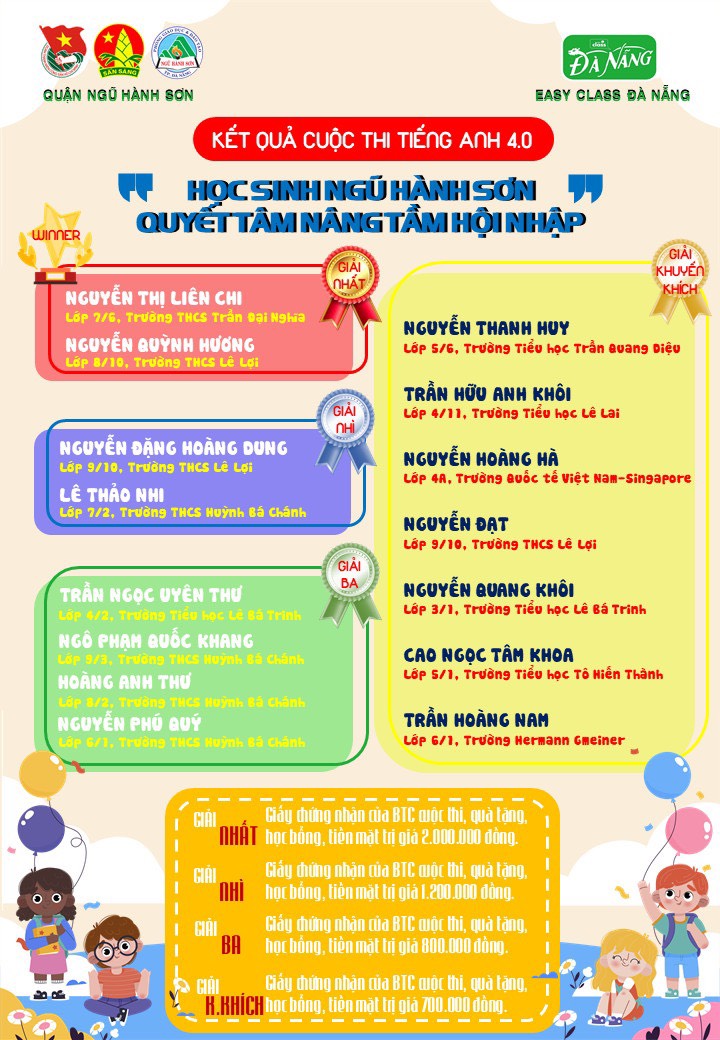 SẴN SÀNG
PHÒNG GIÁO DỤC & ĐÀO TẠO
NGŨ HÀNH SƠN
TP. ĐÀ NẴNG
QUẬN NGŨ HÀNH SƠN
class
ĐÀ NẴNG
EASY CLASS ĐÀ NẴNG
KẾT QUẢ CUỘC THI TIẾNG ANH 4.0
"HỌC SINH NGŨ HÀNH SƠN
QUYẾT TÂM NÂNG TẦM HỘI NHẬP"
WINNER
GIẢI
NHẤT
NGUYỄN THỊ LIÊN CHI
Lớp 7/6, Trường THCS Trần Đại Nghĩa
NGUYỄN QUỲNH HƯƠNG
Lớp 8/10, Trường THCS Lê Lợi
GIẢI
NHÌ
NGUYỄN ĐẶNG HOÀNG DUNG
Lớp 9/10, Trường THCS Lê Lợi
LÊ THẢO NHI
Lớp 7/2, Trường THCS Huỳnh Bá Chánh
GIẢI
BA
TRẦN NGỌC UYÊN THƯ
Lớp 4/2, Trường Tiểu học Lê Bá Trinh
NGÔ PHẠM QUỐC KHANG
Lớp 9/3, Trường THCS Huỳnh Bá Chánh
HOÀNG ANH THƯ
Lớp 8/2, Trường THCS Huỳnh Bá Chánh
NGUYỄN PHÚ QUÝ
Lớp 6/1, Trường THCS Huỳnh Bá Chánh
GIẢI
KHUYẾN
KHÍCH
NGUYỄN THANH HUY
Lớp 5/6, Trường Tiểu học Trần Quang Diệu
TRẦN HỮU ANH KHÔI
Lớp 4/11, Trường Tiểu học Lê Lai
NGUYỄN HOÀNG HÀ
Lớp 4A, Trường Quốc tế Việt Nam-Singapore
NGUYỄN ĐẠT
Lớp 9/10, Trường THCS Lê Lợi
NGUYỄN QUANG KHÔI
Lớp 3/1, Trường Tiểu học Lê Bá Trinh
CAO NGỌC TÂM KHOA
Lớp 5/1, Trường Tiểu học Tô Hiến Thành
TRẦN HOÀNG NAM
Lớp 6/1, Trường Hermann Gmeiner
GIẢI NHẤT
Giấy chứng nhận của BTC cuộc thi, quà tặng,
học bổng, tiền mặt trị giá 2.000.000 đồng.
GIẢI NHÌ
Giấy chứng nhận của BTC cuộc thi, quà tặng,
học bổng, tiền mặt trị giá 1.200.000 đồng.
GIẢI BA
Giấy chứng nhận của BTC cuộc thi, quà tặng,
học bổng, tiền mặt trị giá 800.000 đồng.
GIẢI K.KHÍCH
Giấy chứng nhận của BTC cuộc thi, quà tặng,
học bổng, tiền mặt trị giá 700.000 đồng.